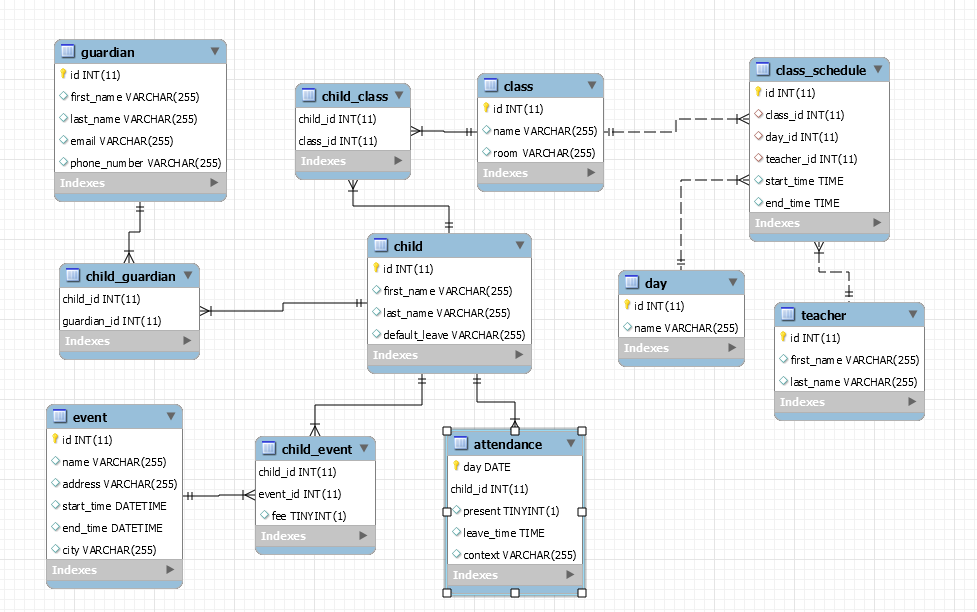 guardian
id INT(11)
first_name VARCHAR(255)
last_name VARCHAR(255)
email VARCHAR(255)
phone_number VARCHAR(255)
Indexes
child_class
child_id INT(11)
class_id INT(11)
Indexes
class
id INT(11)
name VARCHAR(255)
room VARCHAR(255)
Indexes
class_schedule
id INT(11)
class_id INT(11)
day_id INT(11)
teacher_id INT(11)
start_time TIME
end_time TIME
Indexes
child_guardian
child_id INT(11)
guardian_id INT(11)
Indexes
child
id INT(11)
first_name VARCHAR(255)
last_name VARCHAR(255)
default_leave VARCHAR(255)
Indexes
day
id INT(11)
name VARCHAR(255)
Indexes
teacher
id INT(11)
first_name VARCHAR(255)
last_name VARCHAR(255)
Indexes
event
id INT(11)
name VARCHAR(255)
address VARCHAR(255)
start_time DATETIME
end_time DATETIME
city VARCHAR(255)
Indexes
child_event
child_id INT(11)
event_id INT(11)
fee TINYINT(1)
Indexes
attendance
day DATE
child_id INT(11)
present TINYINT(1)
leave_time TIME
context VARCHAR(255)
Indexes